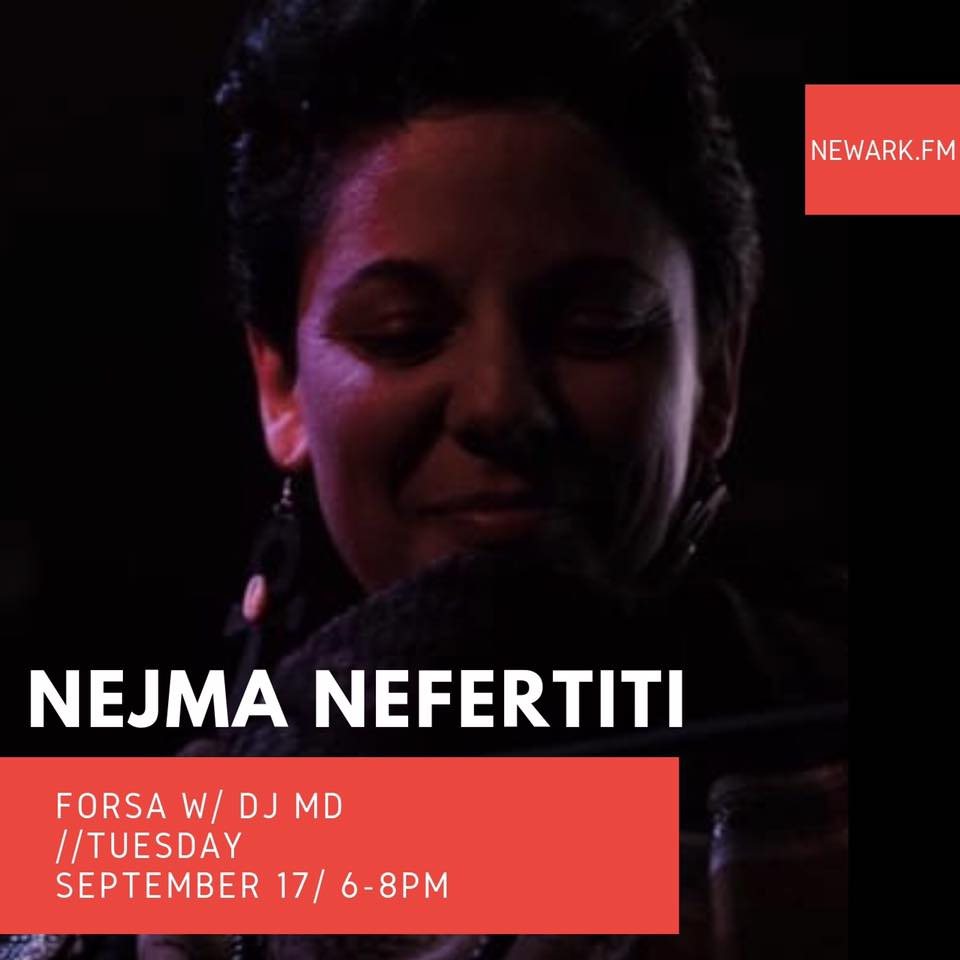 NEWARK.FM
NEJMA NEFERTITI
FORSA W/ DJ MD
//TUESDAY
SEPTEMBER 17/ 6-8PM